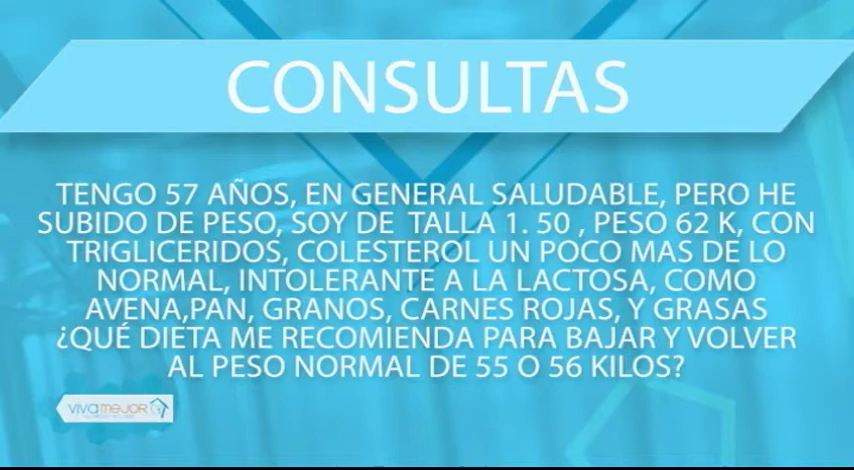 CONSULTAS
TENGO 57 AÑOS, EN GENERAL SALUDABLE, PERO HE
SUBIDO DE PESO, SOY DE TALLA 1. 50 , PESO 62 K, CON
TRIGLICERIDOS, COLESTEROL UN POCO MAS DE LO
NORMAL, INTOLERANTE A LA LACTOSA, COMO
AVENA,PAN, GRANOS, CARNES ROJAS, Y GRASAS
¿QUÉ DIETA ME RECOMIENDA PARA BAJAR Y VOLVER
AL PESO NORMAL DE 55 O 56 KILOS?
VIVAMEJOR